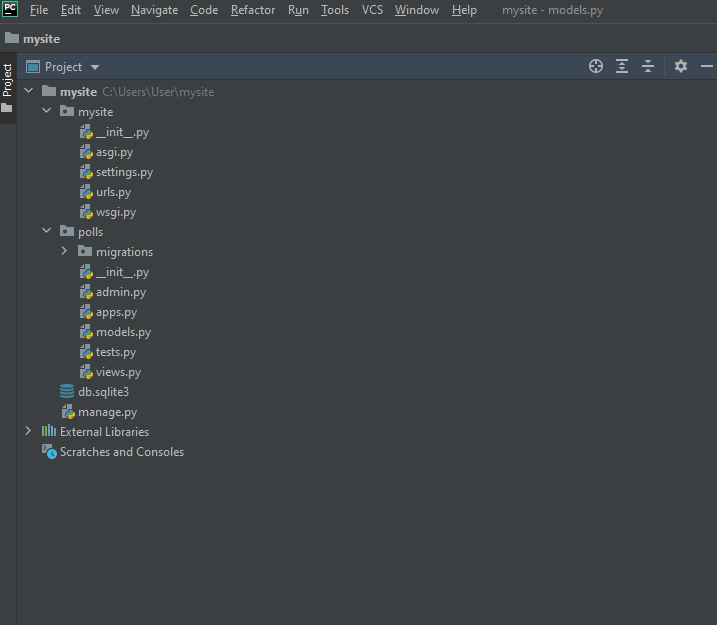 PC File Edit View Navigate Code Refactor Run Tools VCS Window Help mysite - models.py
mysite
Project
Project
mysite C:\Users\User\mysite
mysite
__init__.py
asgi.py
settings.py
urls.py
wsgi.py
polls
migrations
__init__.py
admin.py
apps.py
models.py
tests.py
views.py
db.sqlite3
manage.py
External Libraries
Scratches and Consoles